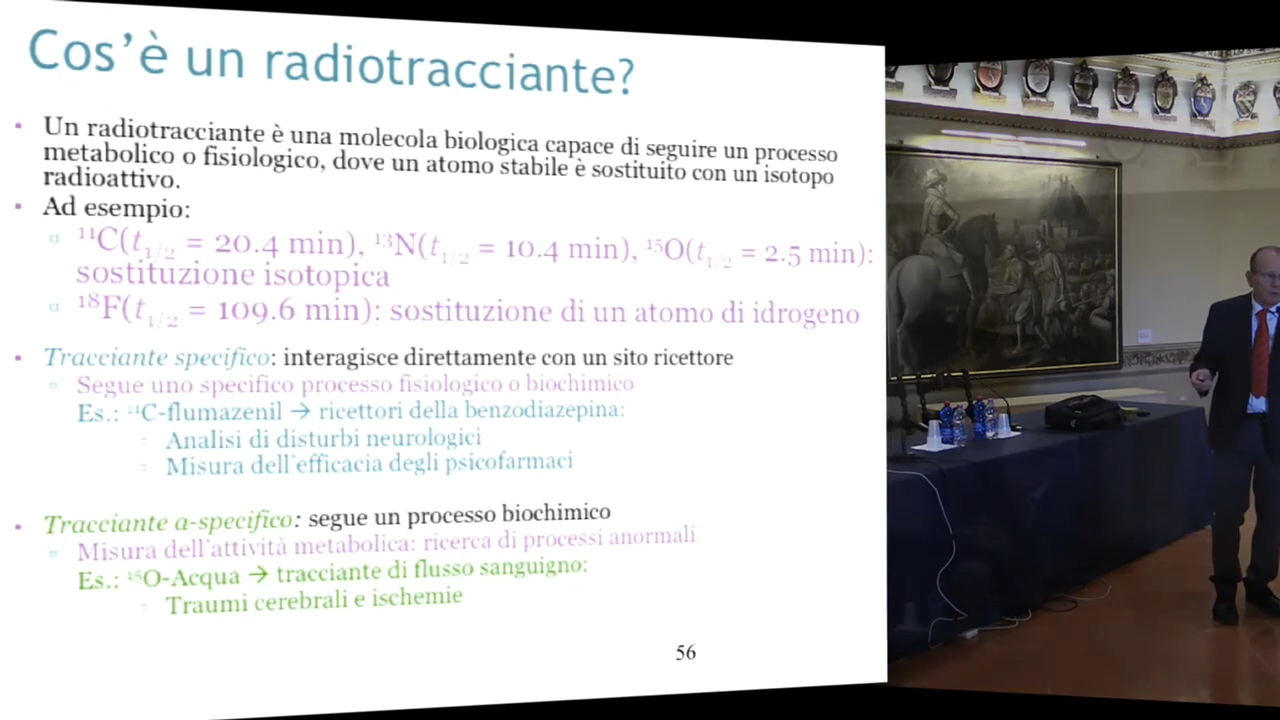 Cos’è un radiotracciante?
• Un radiotracciante è una molecola biologica capace di seguire un processo
metabolico o fisiologico, dove un atomo stabile è sostituito con un isotopo
radioattivo.
• Ad esempio:
▫ ¹¹C(t₁/₂ = 20.4 min), ¹³N(t₁/₂ = 10.4 min), ¹⁵O(t₁/₂ = 2.5 min):
sostituzione isotopica
▫ ¹⁸F(t₁/₂ = 109.6 min): sostituzione di un atomo di idrogeno
• Tracciante specifico: interagisce direttamente con un sito ricettore
▫ Segue uno specifico processo fisiologico o biochimico
Es.: ¹¹C-flumazenil → ricettori della benzodiazepina:
Analisi di disturbi neurologici
Misura dell'efficacia degli psicofarmaci
• Tracciante a-specifico: segue un processo biochimico
▫ Misura dell'attività metabolica: ricerca di processi anormali
Es.: ¹⁵O-Acqua → tracciante di flusso sanguigno:
Traumi cerebrali e ischemie
56